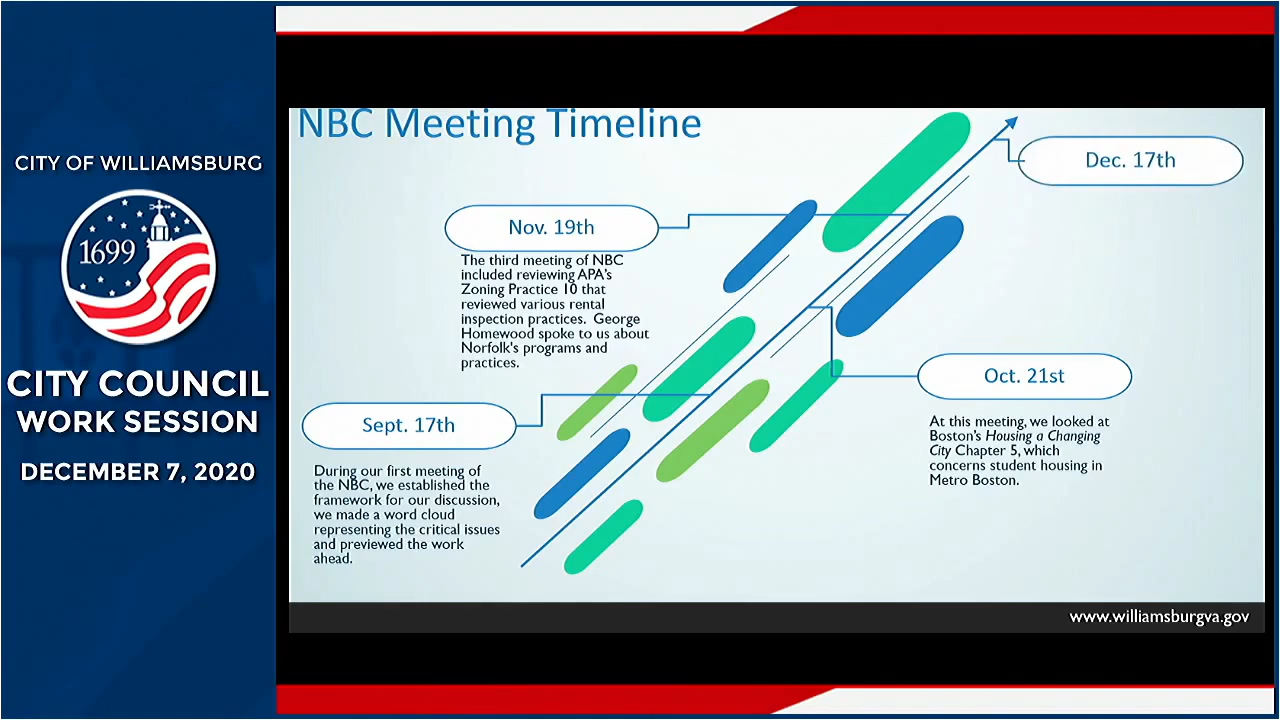 CITY OF WILLIAMSBURG
1699
CITY COUNCIL
WORK SESSION
DECEMBER 7, 2020
NBC Meeting Timeline
Dec. 17th
Nov. 19th
The third meeting of NBC
included reviewing APA's
Zoning Practice 10 that
reviewed various rental
inspection practices.  George
Homewood spoke to us about
Norfolk's programs and
practices.
Oct. 21st
At this meeting, we looked at
Boston's Housing a Changing
City Chapter 5, which
concerns student housing in
Metro Boston.
Sept. 17th
During our first meeting of
the NBC, we established the
framework for our discussion,
we made a word cloud
representing the critical issues
and previewed the work
ahead.
www.williamsburgva.gov